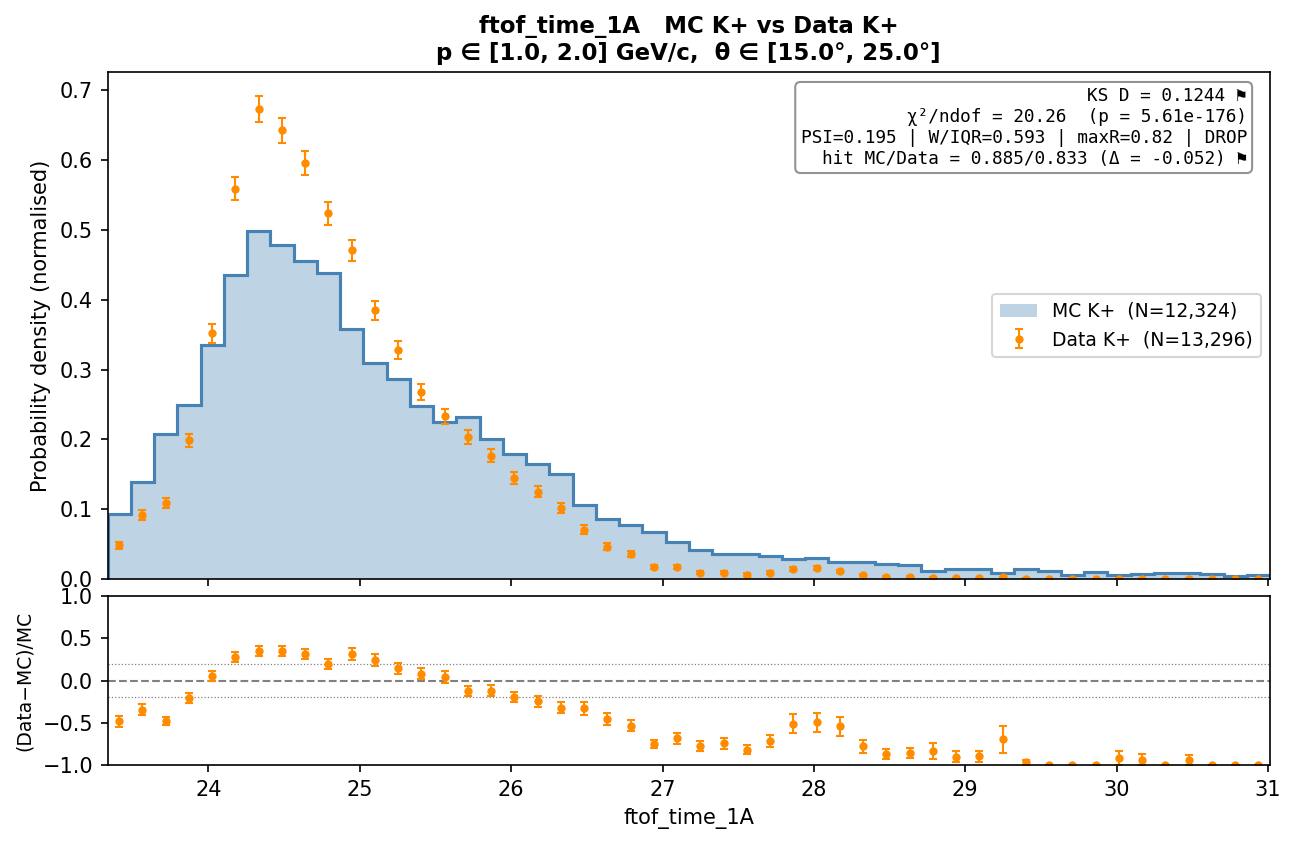 ftof_time_1A   MC K+ vs Data K+
p ∈ [1.0, 2.0] GeV/c,  θ ∈ [15.0°, 25.0°]
KS D = 0.1244 ⚑
χ²/ndof = 20.26  (p = 5.61e-176)
PSI=0.195 | W/IQR=0.593 | maxR=0.82 | DROP
hit MC/Data = 0.885/0.833 (Δ = -0.052) ⚑
MC K+  (N=12,324)
Data K+  (N=13,296)
Probability density (normalised)
0.7
0.6
0.5
0.4
0.3
0.2
0.1
0.0
(Data−MC)/MC
1.0
0.5
0.0
−0.5
−1.0
24 25 26 27 28 29 30 31
ftof_time_1A